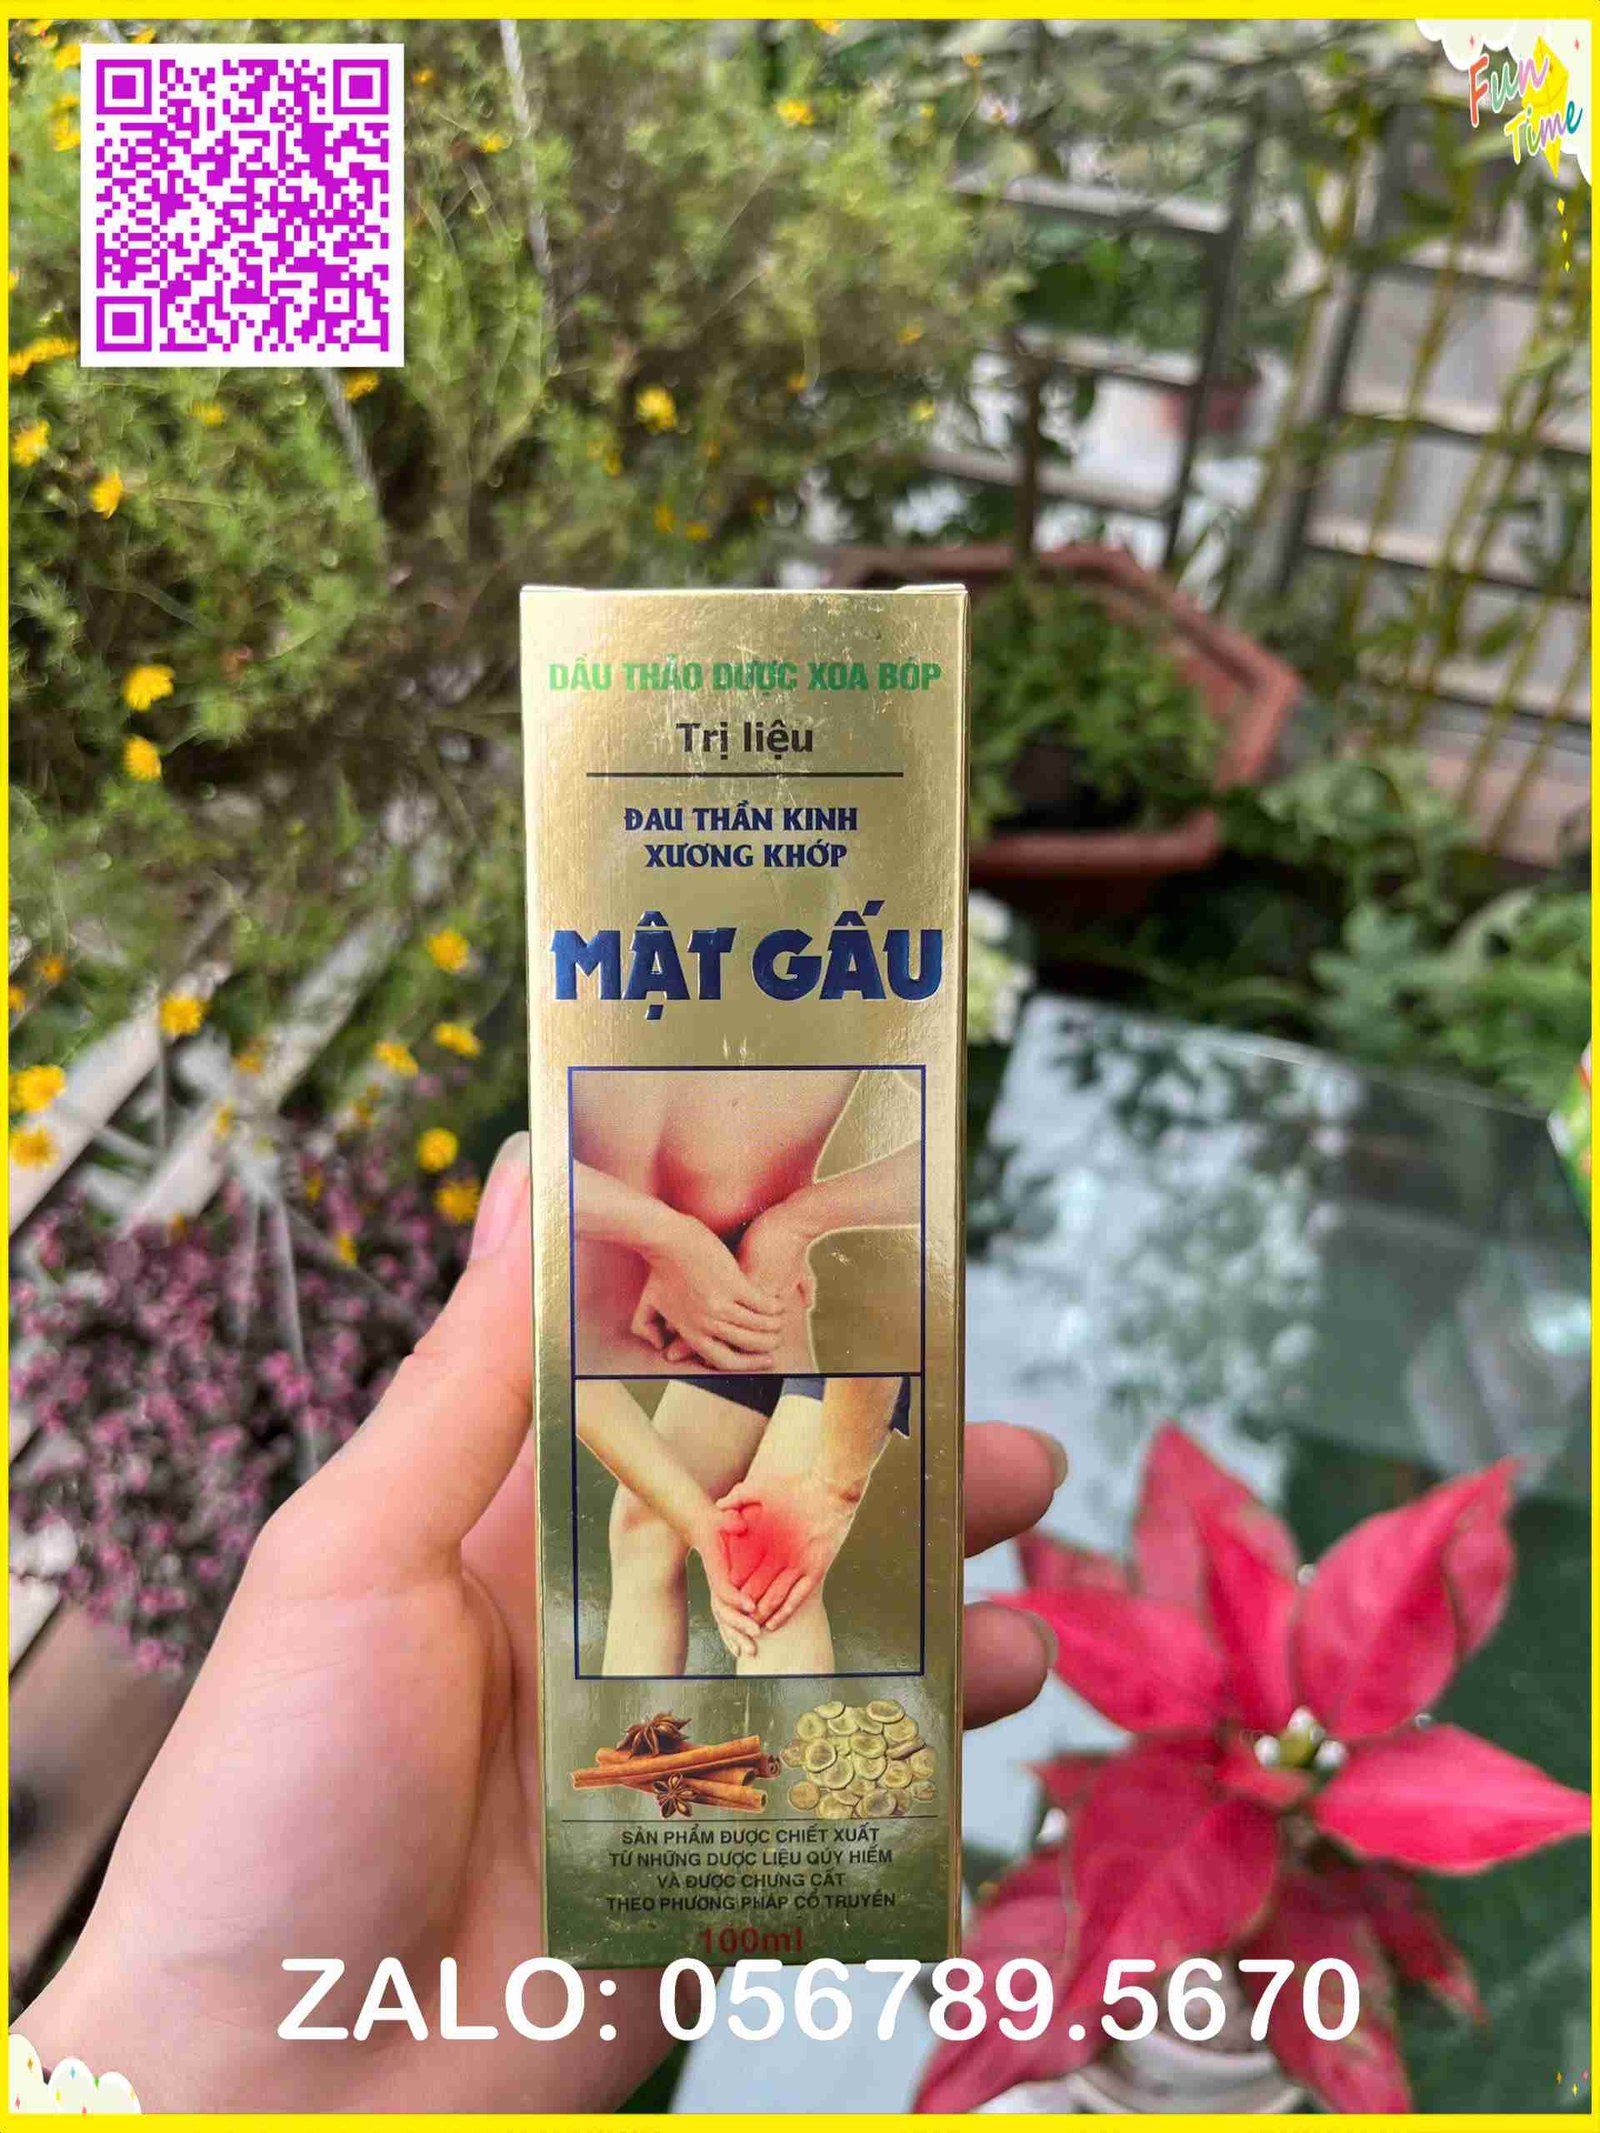 Fun
Time
DẦU THẢO DƯỢC XOA BÓP
Trị liệu
ĐAU THẦN KINH
XƯƠNG KHỚP
MẬT GẤU
SẢN PHẨM ĐƯỢC CHIẾT XUẤT
TỪ NHỮNG DƯỢC LIỆU QÚY HIẾM
VÀ ĐƯỢC CHƯNG CẤT
THEO PHƯƠNG PHÁP CỔ TRUYỀN
100ml
ZALO: 056789.5670